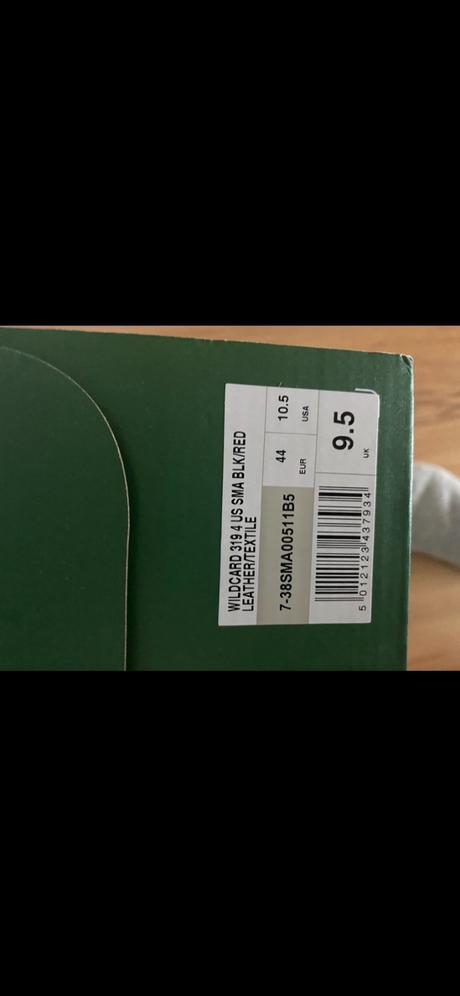 WILDCARD 319 4 US SMA BLK/RED
LEATHER/TEXTILE
44
EUR
10.5
USA
7-38SMA00511B5
9.5
UK
5 012123 437934